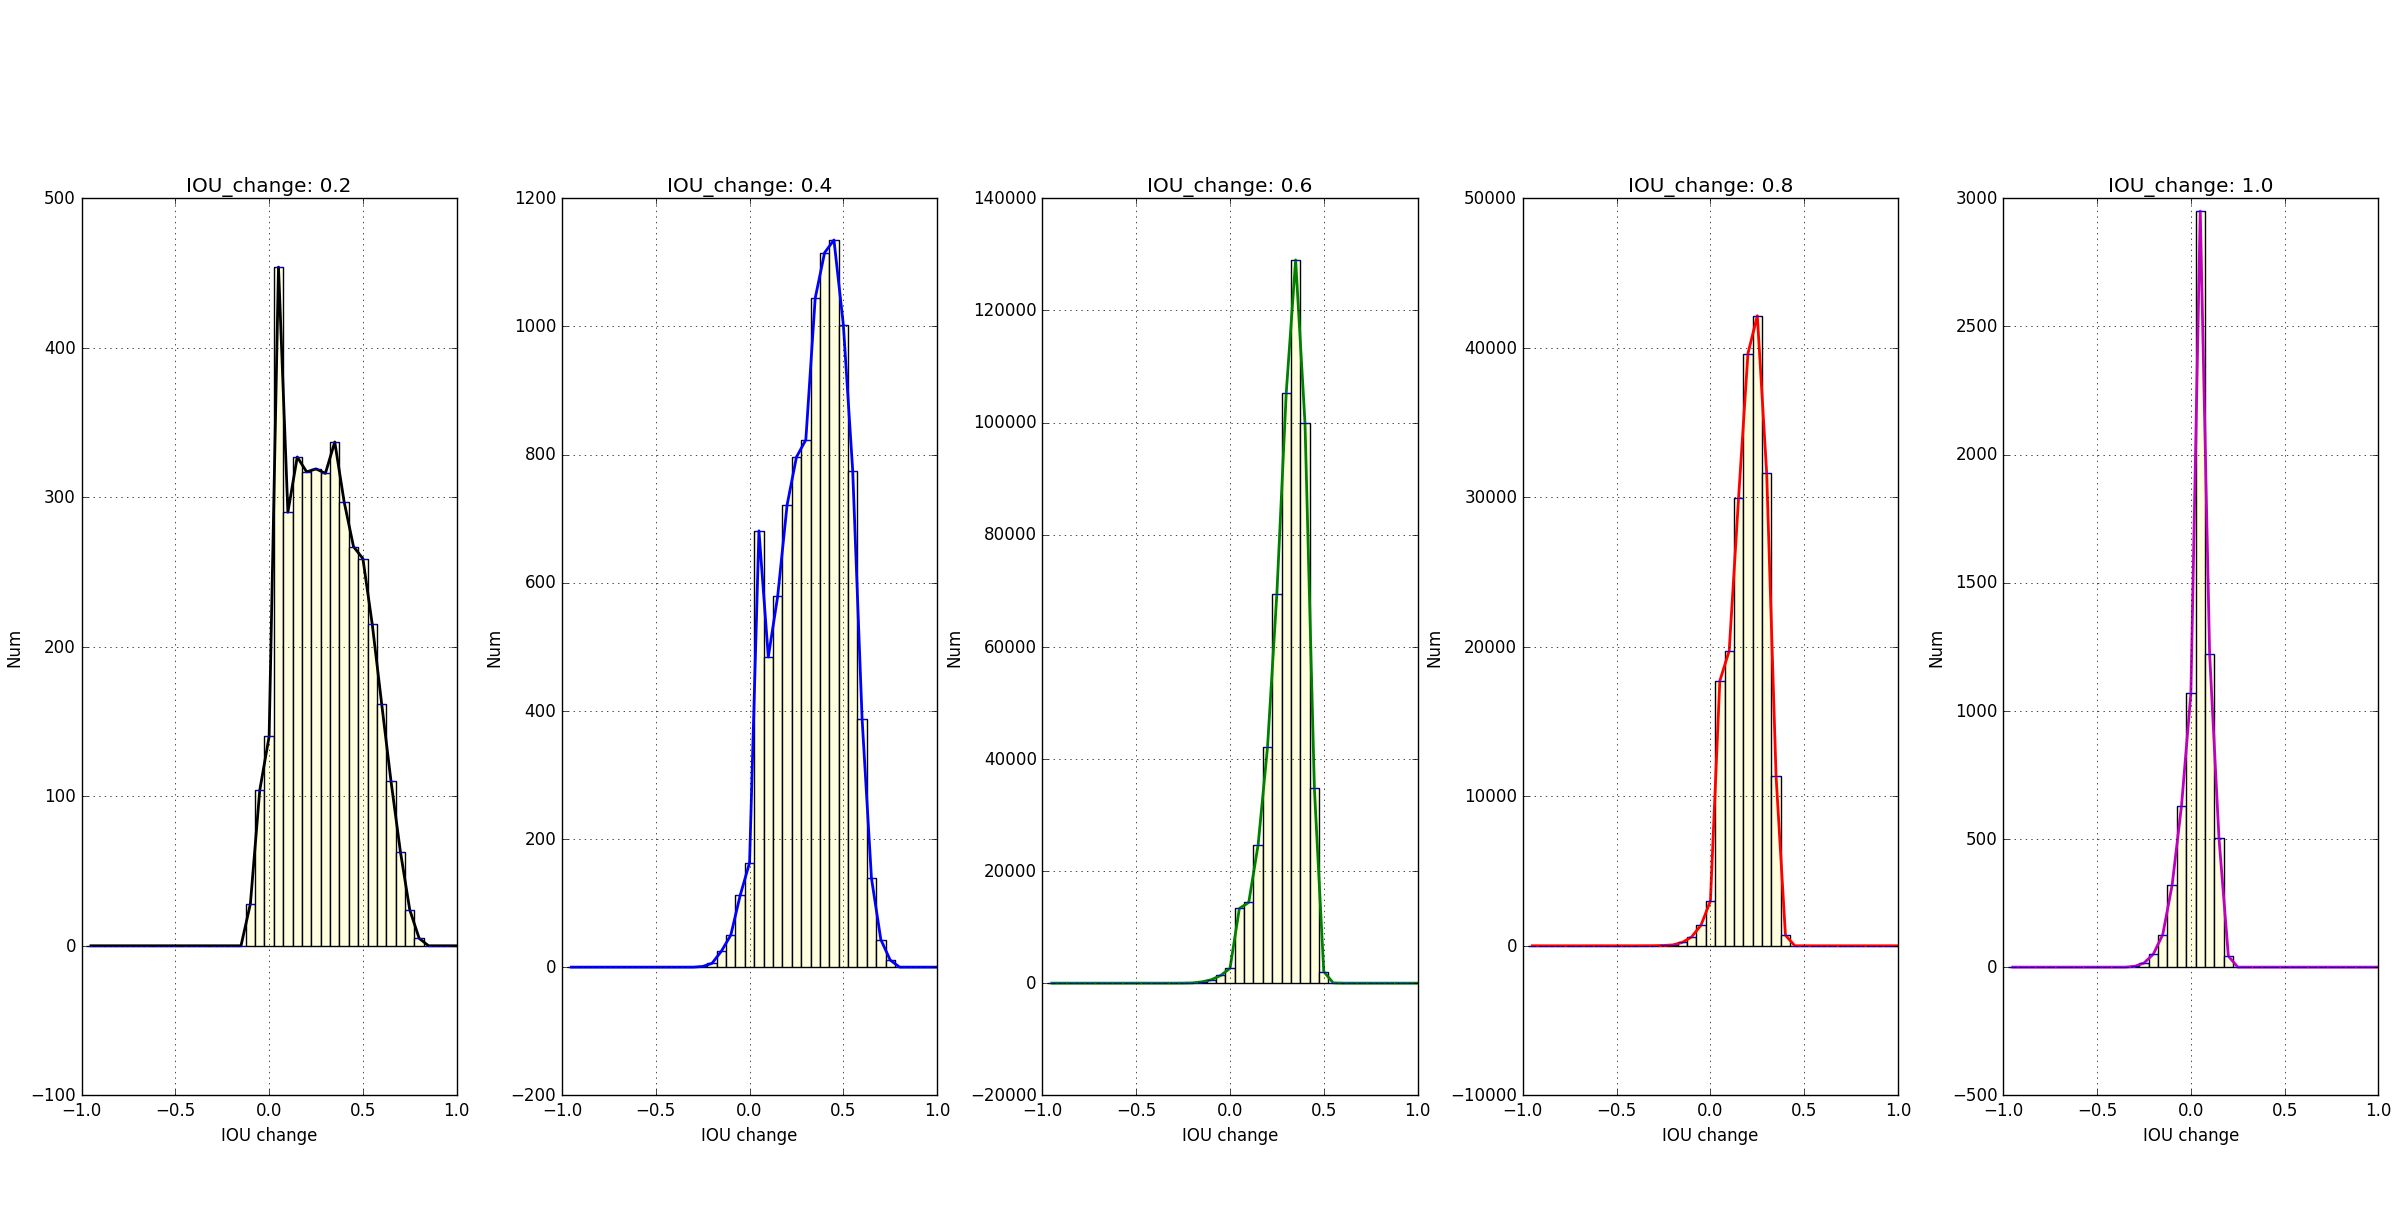 IOU_change: 0.2
500
400
300
200
100
0
−100
Num
−1.0 −0.5 0.0 0.5 1.0
IOU change
IOU_change: 0.4
1200
1000
800
600
400
200
0
−200
Num
−1.0 −0.5 0.0 0.5 1.0
IOU change
IOU_change: 0.6
140000
120000
100000
80000
60000
40000
20000
0
−20000
Num
−1.0 −0.5 0.0 0.5 1.0
IOU change
IOU_change: 0.8
50000
40000
30000
20000
10000
0
−10000
Num
−1.0 −0.5 0.0 0.5 1.0
IOU change
IOU_change: 1.0
3000
2500
2000
1500
1000
500
0
−500
Num
−1.0 −0.5 0.0 0.5 1.0
IOU change